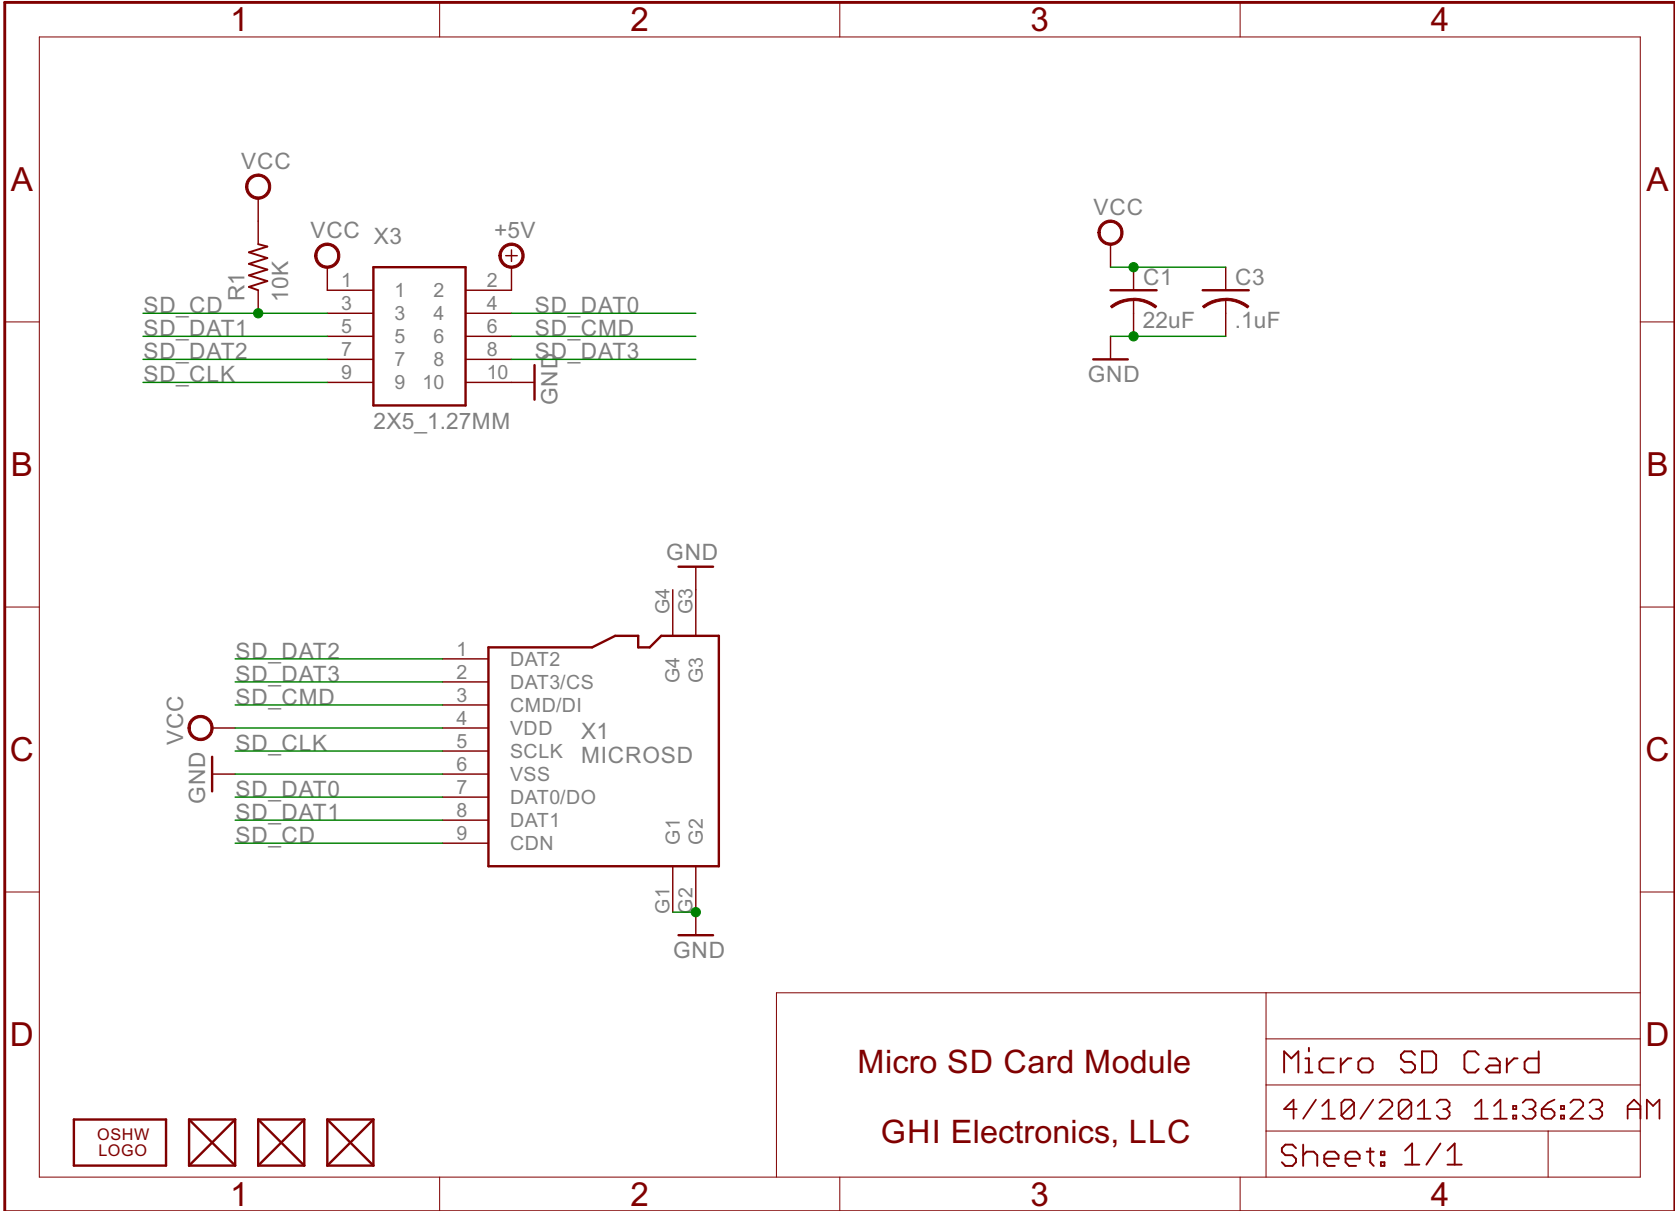 1 2 3 4
A A
VCC
VCC X3 +5V
R1 10K
1 1 2 2
SD_CD 3 3 4 4 SD_DAT0
SD_DAT1 5 5 6 6 SD_CMD
SD_DAT2 7 7 8 8 SD_DAT3
SD_CLK 9 9 10 10 GND
2X5_1.27MM
VCC
C1 C3
22uF .1uF
GND
B B
GND
G4 G3
G4 G3
SD_DAT2 1 DAT2
SD_DAT3 2 DAT3/CS
SD_CMD 3 CMD/DI
VCC 4 VDD X1
SD_CLK 5 SCLK MICROSD
GND 6 VSS
SD_DAT0 7 DAT0/DO
SD_DAT1 8 DAT1
SD_CD 9 CDN
G1 G2
G1 G2
GND
C C
D D
Micro SD Card Module
GHI Electronics, LLC
Micro SD Card
4/10/2013 11:36:23 AM
Sheet: 1/1
OSHW
LOGO
1 2 3 4